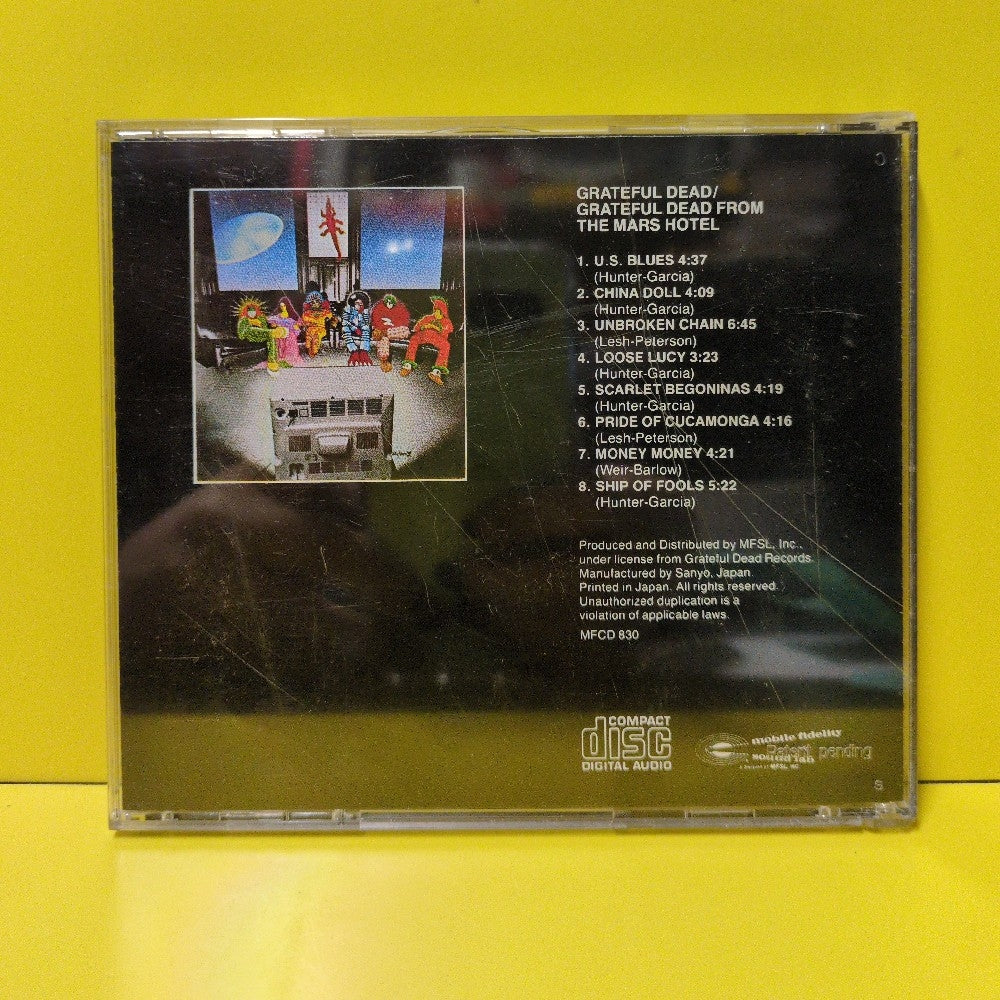 GRATEFUL DEAD/
GRATEFUL DEAD FROM
THE MARS HOTEL
1. U.S. BLUES 4:37
(Hunter-Garcia)
2. CHINA DOLL 4:09
(Hunter-Garcia)
3. UNBROKEN CHAIN 6:45
(Lesh-Peterson)
4. LOOSE LUCY 3:23
(Hunter-Garcia)
5. SCARLET BEGONINAS 4:19
(Hunter-Garcia)
6. PRIDE OF CUCAMONGA 4:16
(Lesh-Peterson)
7. MONEY MONEY 4:21
(Weir-Barlow)
8. SHIP OF FOOLS 5:22
(Hunter-Garcia)
Produced and Distributed by MFSL, Inc.,
under license from Grateful Dead Records.
Manufactured by Sanyo, Japan.
Printed in Japan. All rights reserved.
Unauthorized duplication is a
violation of applicable laws.
MFCD 830
COMPACT
disc
DIGITAL AUDIO
mobile fidelity
sound lab
Patent pending
S